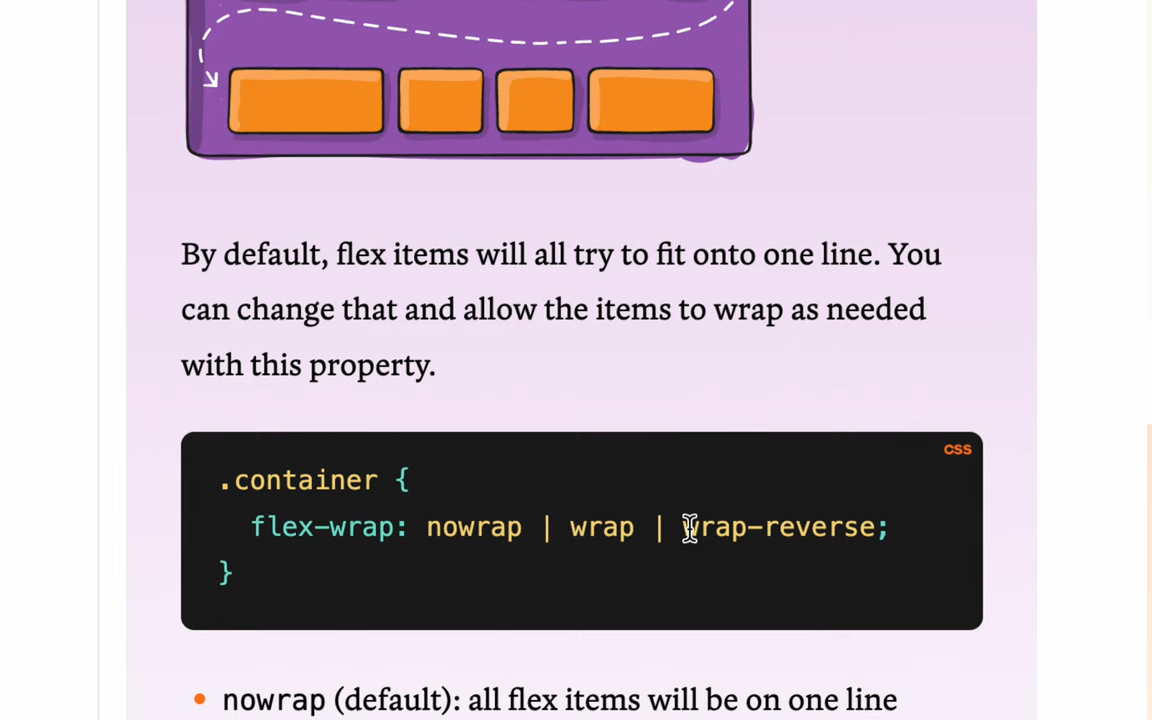 By default, flex items will all try to fit onto one line. You
can change that and allow the items to wrap as needed
with this property.
CSS
.container {
flex-wrap: nowrap | wrap | wrap-reverse;
}
nowrap (default): all flex items will be on one line